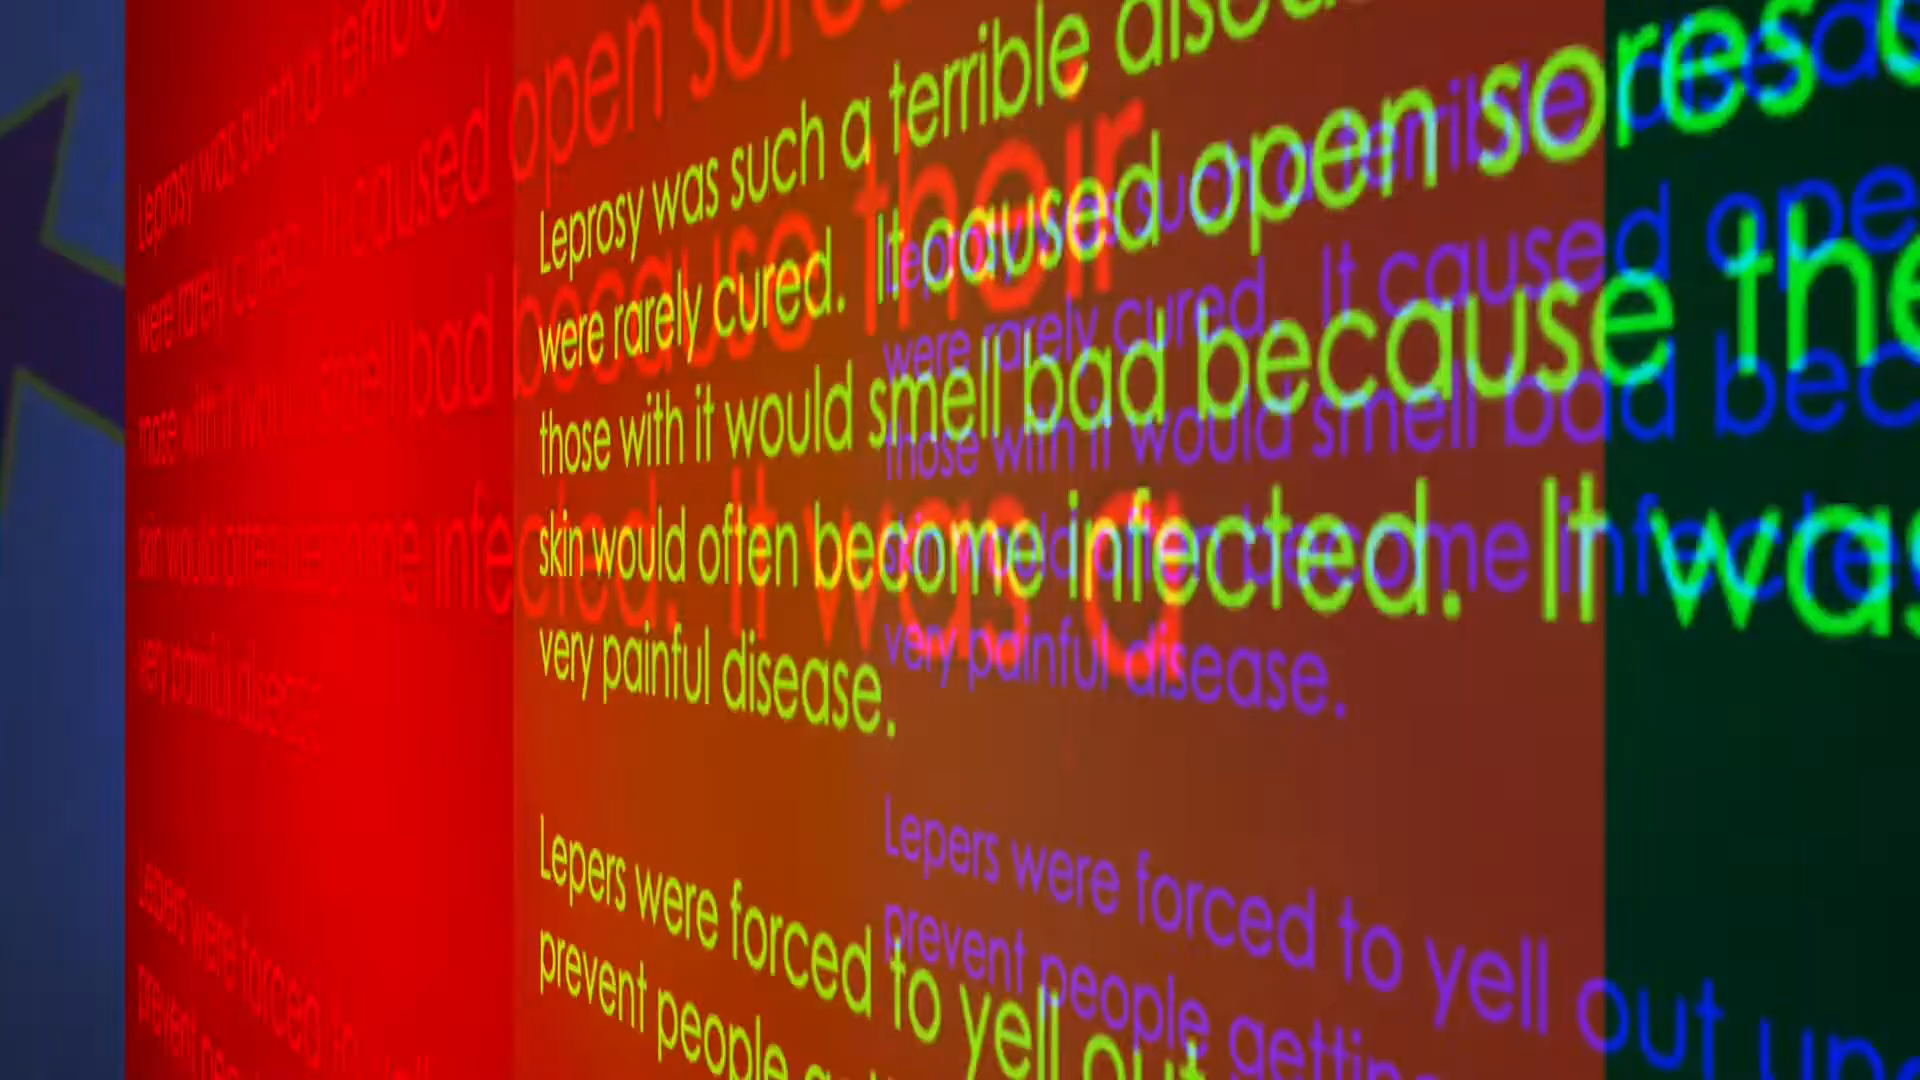 Leprosy was such a terrible
were rarely cured. It caused open sores
those with it would smell bad because their
skin would often become infected. It was a
very painful disease.
Lepers were forced to yell out
prevent people getting